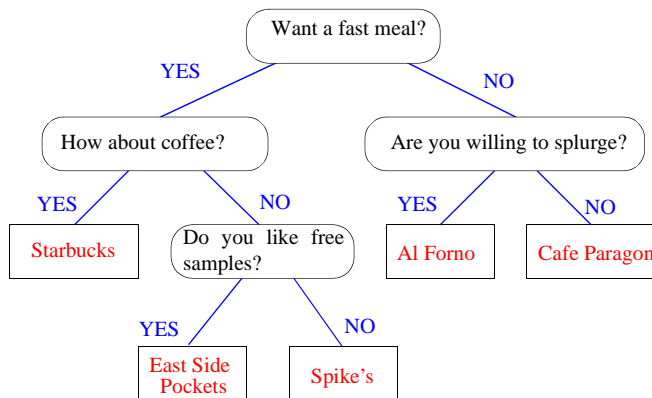 Want a fast meal?
YES
NO
How about coffee?
Are you willing to splurge?
YES
NO
YES
NO
Starbucks
Do you like free
samples?
Al Forno
Cafe Paragon
YES
NO
East Side
Pockets
Spike's